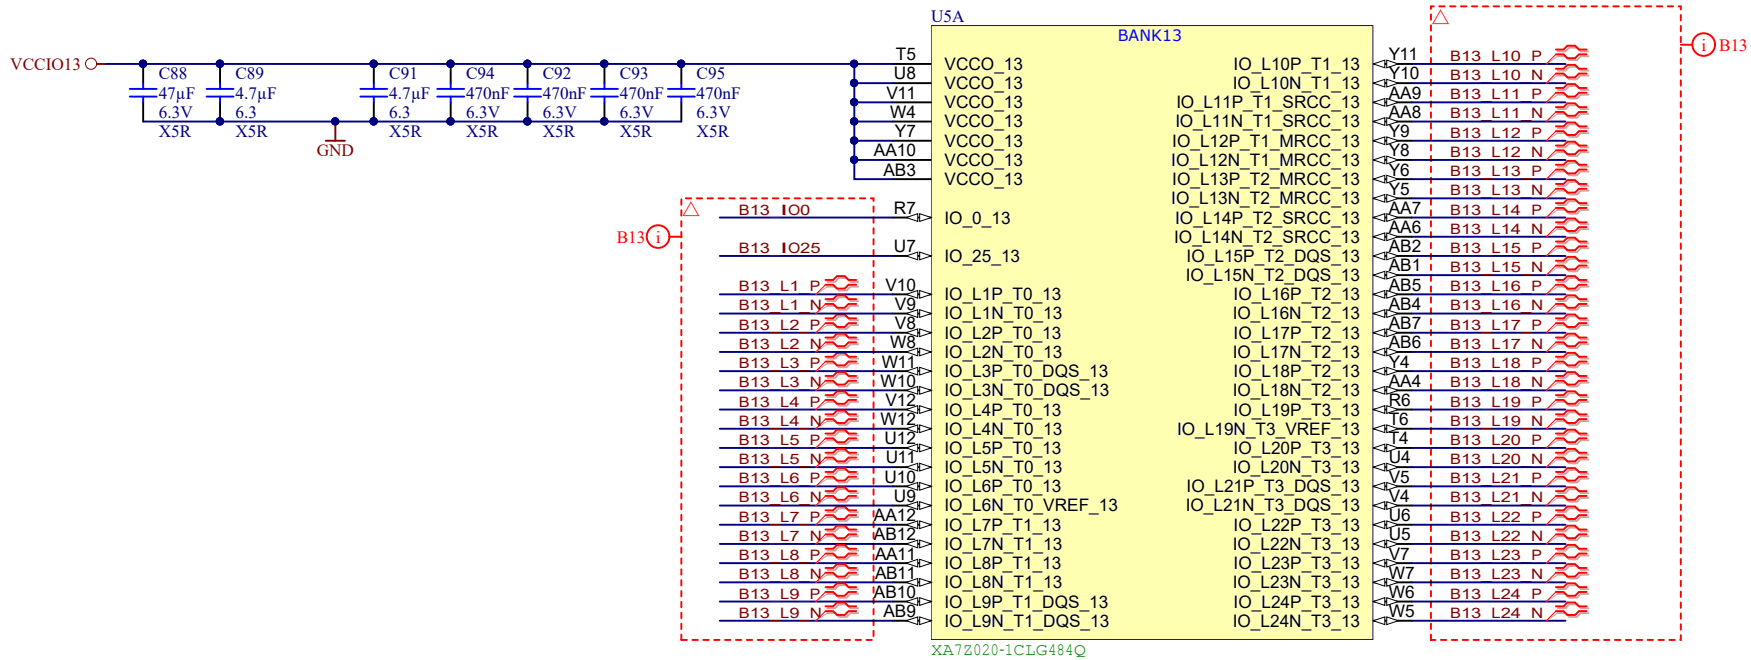 U5A
BANK13
VCCIO13
C88
47µF
6.3V
X5R
C89
4.7µF
6.3
X5R
C91
4.7µF
6.3
X5R
C94
470nF
6.3V
X5R
C92
470nF
6.3V
X5R
C93
470nF
6.3V
X5R
C95
470nF
6.3V
X5R
GND
T5 VCCO_13
U8 VCCO_13
V11 VCCO_13
W4 VCCO_13
Y7 VCCO_13
AA10 VCCO_13
AB3 VCCO_13
B13
i
B13_IO0 R7 IO_0_13
B13_IO25 U7 IO_25_13
B13_L1_P V10 IO_L1P_T0_13
B13_L1_N V9 IO_L1N_T0_13
B13_L2_P V8 IO_L2P_T0_13
B13_L2_N W8 IO_L2N_T0_13
B13_L3_P W11 IO_L3P_T0_DQS_13
B13_L3_N W10 IO_L3N_T0_DQS_13
B13_L4_P V12 IO_L4P_T0_13
B13_L4_N W12 IO_L4N_T0_13
B13_L5_P U12 IO_L5P_T0_13
B13_L5_N U11 IO_L5N_T0_13
B13_L6_P U10 IO_L6P_T0_13
B13_L6_N U9 IO_L6N_T0_VREF_13
B13_L7_P AA12 IO_L7P_T1_13
B13_L7_N AB12 IO_L7N_T1_13
B13_L8_P AA11 IO_L8P_T1_13
B13_L8_N AB11 IO_L8N_T1_13
B13_L9_P AB10 IO_L9P_T1_DQS_13
B13_L9_N AB9 IO_L9N_T1_DQS_13
IO_L10P_T1_13 Y11 B13_L10_P
IO_L10N_T1_13 Y10 B13_L10_N
IO_L11P_T1_SRCC_13 AA9 B13_L11_P
IO_L11N_T1_SRCC_13 AA8 B13_L11_N
IO_L12P_T1_MRCC_13 Y9 B13_L12_P
IO_L12N_T1_MRCC_13 Y8 B13_L12_N
IO_L13P_T2_MRCC_13 Y6 B13_L13_P
IO_L13N_T2_MRCC_13 Y5 B13_L13_N
IO_L14P_T2_SRCC_13 AA7 B13_L14_P
IO_L14N_T2_SRCC_13 AA6 B13_L14_N
IO_L15P_T2_DQS_13 AB2 B13_L15_P
IO_L15N_T2_DQS_13 AB1 B13_L15_N
IO_L16P_T2_13 AB5 B13_L16_P
IO_L16N_T2_13 AB4 B13_L16_N
IO_L17P_T2_13 AB7 B13_L17_P
IO_L17N_T2_13 AB6 B13_L17_N
IO_L18P_T2_13 Y4 B13_L18_P
IO_L18N_T2_13 AA4 B13_L18_N
IO_L19P_T3_13 R6 B13_L19_P
IO_L19N_T3_VREF_13 T6 B13_L19_N
IO_L20P_T3_13 T4 B13_L20_P
IO_L20N_T3_13 U4 B13_L20_N
IO_L21P_T3_DQS_13 V5 B13_L21_P
IO_L21N_T3_DQS_13 V4 B13_L21_N
IO_L22P_T3_13 U6 B13_L22_P
IO_L22N_T3_13 U5 B13_L22_N
IO_L23P_T3_13 V7 B13_L23_P
IO_L23N_T3_13 W7 B13_L23_N
IO_L24P_T3_13 W6 B13_L24_P
IO_L24N_T3_13 W5 B13_L24_N
i
B13
XA7Z020-1CLG484Q